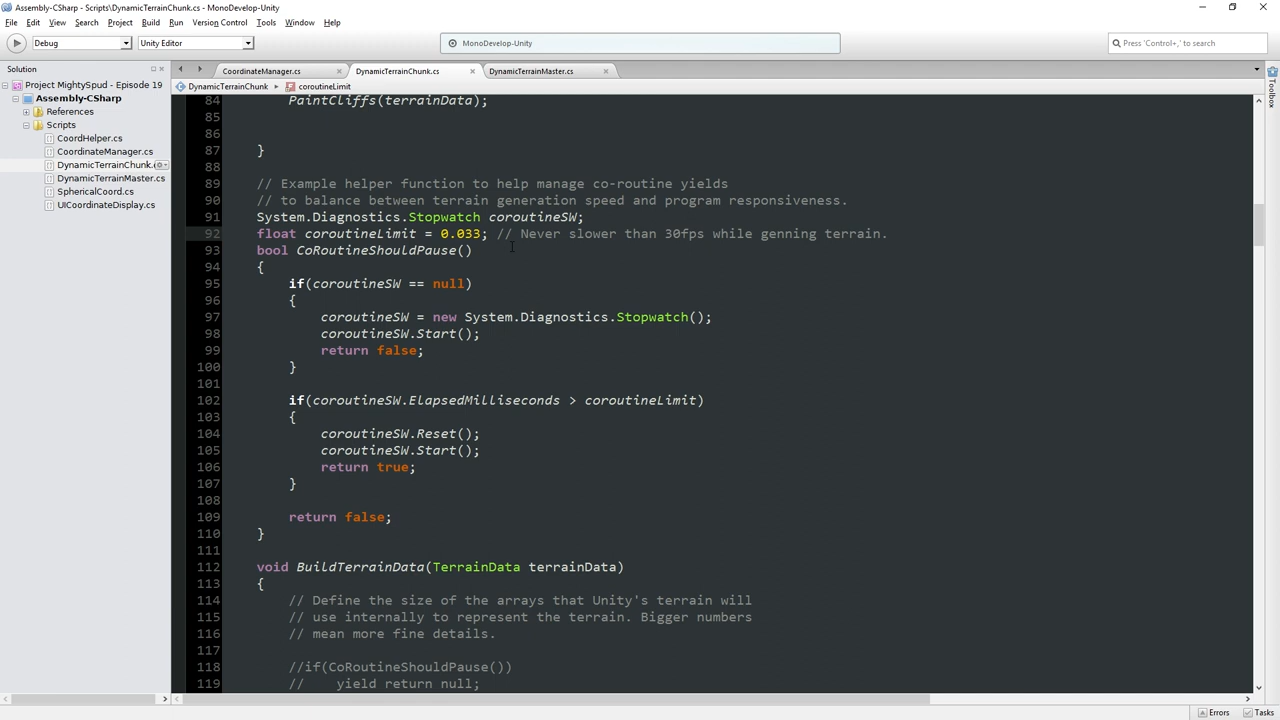 Assembly-CSharp - Scripts\DynamicTerrainChunk.cs - MonoDevelop-Unity
File Edit View Search Project Build Run Version Control Tools Window Help
Debug Unity Editor MonoDevelop-Unity Press 'Control+,' to search
Solution
CoordinateManager.cs DynamicTerrainChunk.cs DynamicTerrainMaster.cs
DynamicTerrainChunk coroutineLimit
Project MightySpud - Episode 19
Assembly-CSharp
References
Scripts
CoordHelper.cs
CoordinateManager.cs
DynamicTerrainChunk.c
DynamicTerrainMaster.cs
SphericalCoord.cs
UICoordinateDisplay.cs
Toolbox
84 PaintCliffs(terrainData);
85
86
87 }
88
89 // Example helper function to help manage co-routine yields
90 // to balance between terrain generation speed and program responsiveness.
91 System.Diagnostics.Stopwatch coroutineSW;
92 float coroutineLimit = 0.033; // Never slower than 30fps while genning terrain.
93 bool CoRoutineShouldPause()
94 {
95 if(coroutineSW == null)
96 {
97 coroutineSW = new System.Diagnostics.Stopwatch();
98 coroutineSW.Start();
99 return false;
100 }
101
102 if(coroutineSW.ElapsedMilliseconds > coroutineLimit)
103 {
104 coroutineSW.Reset();
105 coroutineSW.Start();
106 return true;
107 }
108
109 return false;
110 }
111
112 void BuildTerrainData(TerrainData terrainData)
113 {
114 // Define the size of the arrays that Unity's terrain will
115 // use internally to represent the terrain. Bigger numbers
116 // mean more fine details.
117
118 //if(CoRoutineShouldPause())
119 // yield return null;
Errors Tasks